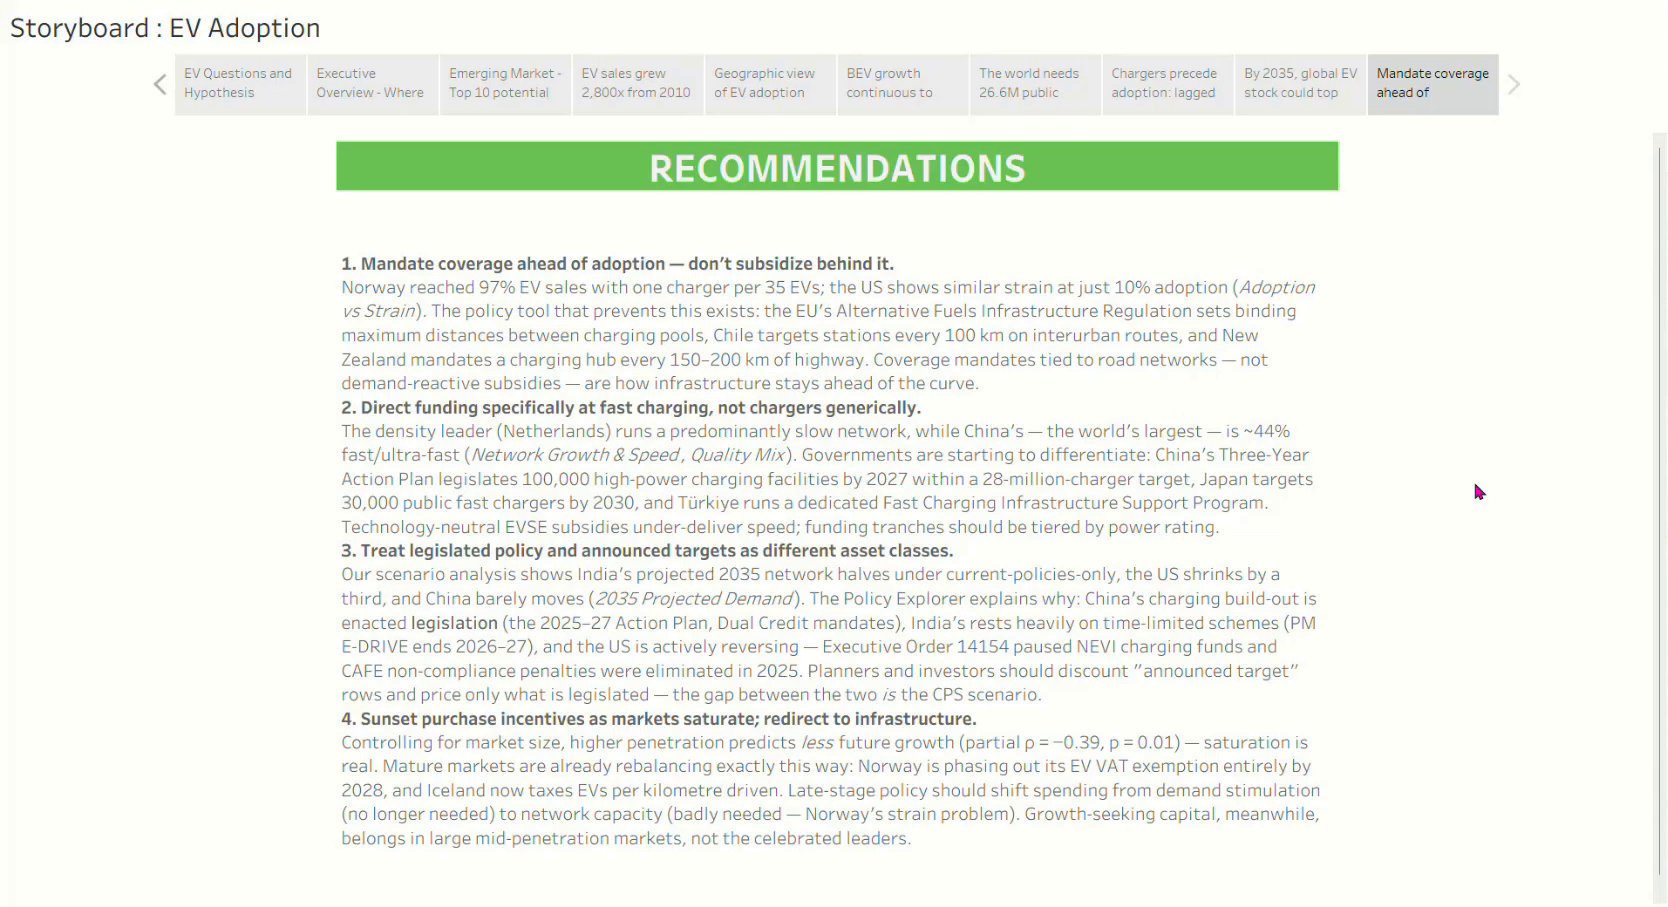 Storyboard : EV Adoption
EV Questions and
Hypothesis
Executive
Overview - Where
Emerging Market -
Top 10 potential
EV sales grew
2,800x from 2010
Geographic view
of EV adoption
BEV growth
continuous to
The world needs
26.6M public
Chargers precede
adoption: lagged
By 2035, global EV
stock could top
Mandate coverage
ahead of
RECOMMENDATIONS
1. Mandate coverage ahead of adoption — don't subsidize behind it.
Norway reached 97% EV sales with one charger per 35 EVs; the US shows similar strain at just 10% adoption (Adoption
vs Strain). The policy tool that prevents this exists: the EU's Alternative Fuels Infrastructure Regulation sets binding
maximum distances between charging pools, Chile targets stations every 100 km on interurban routes, and New
Zealand mandates a charging hub every 150–200 km of highway. Coverage mandates tied to road networks — not
demand-reactive subsidies — are how infrastructure stays ahead of the curve.
2. Direct funding specifically at fast charging, not chargers generically.
The density leader (Netherlands) runs a predominantly slow network, while China's — the world's largest — is ~44%
fast/ultra-fast (Network Growth & Speed , Quality Mix). Governments are starting to differentiate: China's Three-Year
Action Plan legislates 100,000 high-power charging facilities by 2027 within a 28-million-charger target, Japan targets
30,000 public fast chargers by 2030, and Türkiye runs a dedicated Fast Charging Infrastructure Support Program.
Technology-neutral EVSE subsidies under-deliver speed; funding tranches should be tiered by power rating.
3. Treat legislated policy and announced targets as different asset classes.
Our scenario analysis shows India's projected 2035 network halves under current-policies-only, the US shrinks by a
third, and China barely moves (2035 Projected Demand). The Policy Explorer explains why: China's charging build-out is
enacted legislation (the 2025–27 Action Plan, Dual Credit mandates), India's rests heavily on time-limited schemes (PM
E-DRIVE ends 2026–27), and the US is actively reversing — Executive Order 14154 paused NEVI charging funds and
CAFE non-compliance penalties were eliminated in 2025. Planners and investors should discount "announced target"
rows and price only what is legislated — the gap between the two is the CPS scenario.
4. Sunset purchase incentives as markets saturate; redirect to infrastructure.
Controlling for market size, higher penetration predicts less future growth (partial ρ = −0.39, p = 0.01) — saturation is
real. Mature markets are already rebalancing exactly this way: Norway is phasing out its EV VAT exemption entirely by
2028, and Iceland now taxes EVs per kilometre driven. Late-stage policy should shift spending from demand stimulation
(no longer needed) to network capacity (badly needed — Norway's strain problem). Growth-seeking capital, meanwhile,
belongs in large mid-penetration markets, not the celebrated leaders.